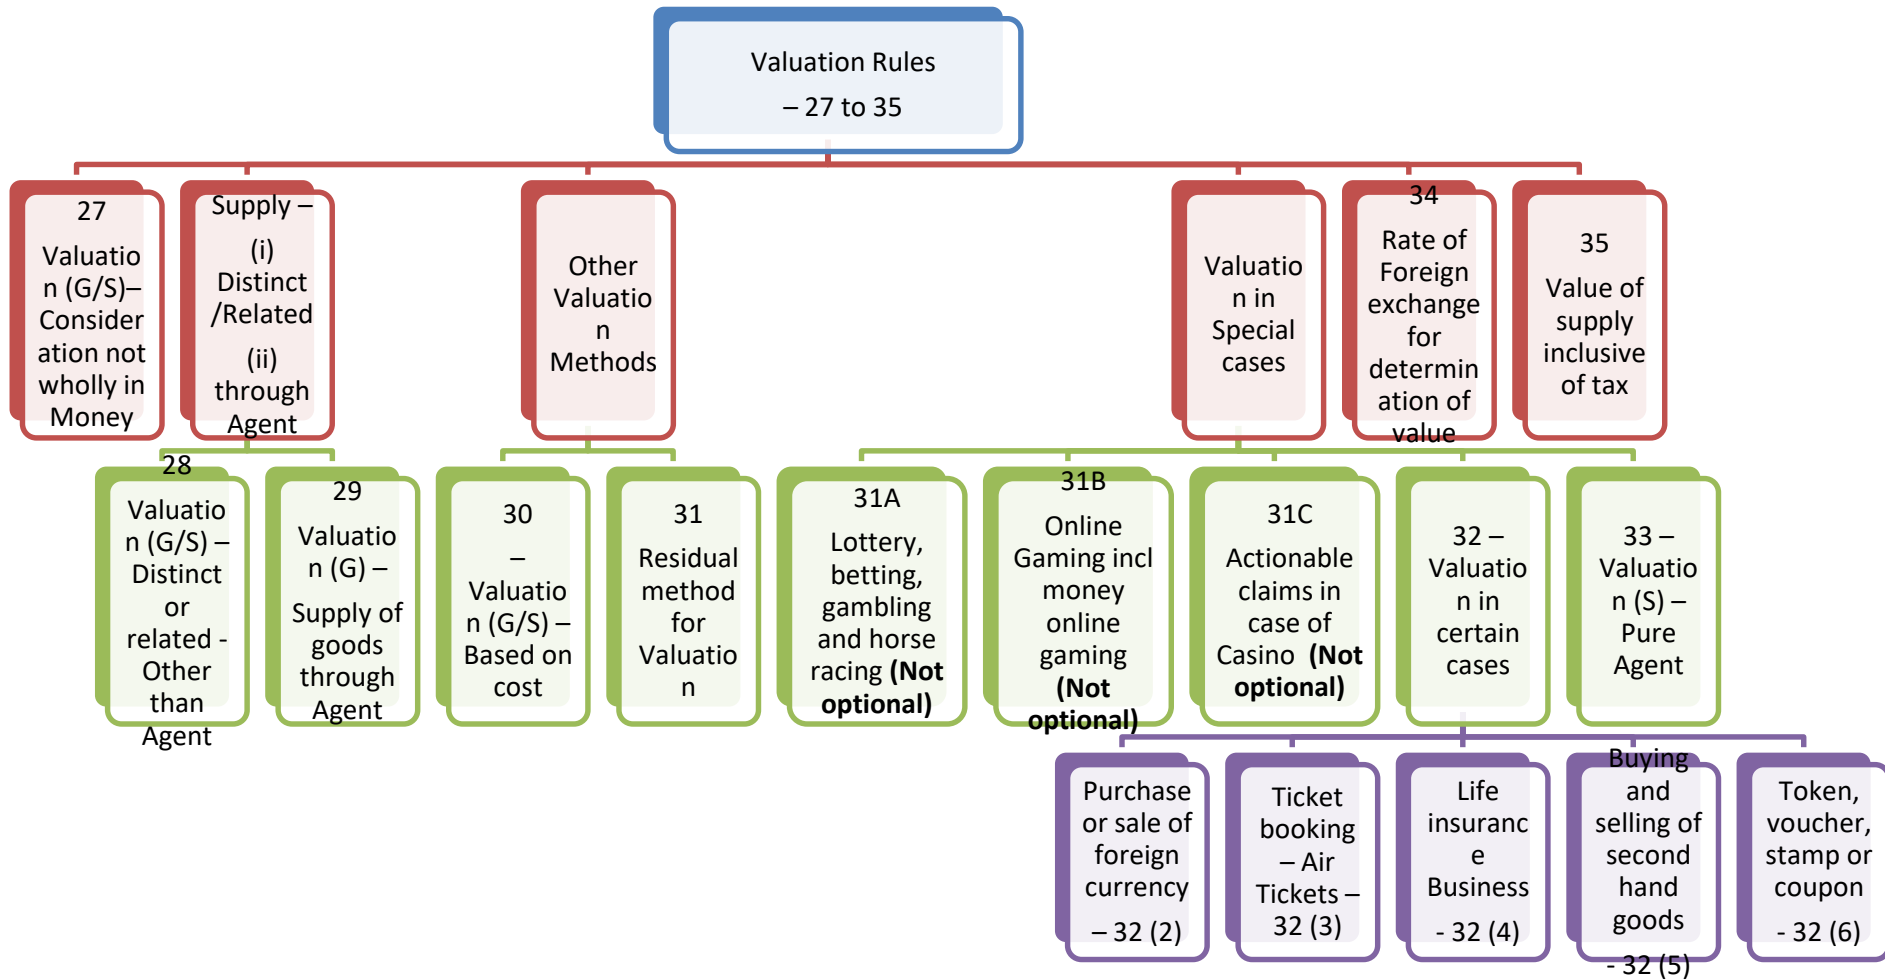 Valuation Rules
– 27 to 35
27
Valuatio
n (G/S)–
Consider
ation not
wholly in
Money
Supply –
(i)
Distinct
/Related
(ii)
through
Agent
Other
Valuatio
n
Methods
Valuatio
n in
Special
cases
34
Rate of
Foreign
exchange
for
determin
ation of
value
35
Value of
supply
inclusive
of tax
28
Valuatio
n (G/S) –
Distinct
or
related -
Other
than
Agent
29
Valuatio
n (G) –
Supply of
goods
through
Agent
30
–
Valuatio
n (G/S) –
Based on
cost
31
Residual
method
for
Valuatio
n
31A
Lottery,
betting,
gambling
and horse
racing (Not
optional)
31B
Online
Gaming incl
money
online
gaming
(Not
optional)
31C
Actionable
claims in
case of
Casino (Not
optional)
32 –
Valuatio
n in
certain
cases
33 –
Valuatio
n (S) –
Pure
Agent
Purchase
or sale of
foreign
currency
– 32 (2)
Ticket
booking
– Air
Tickets –
32 (3)
Life
insuranc
e
Business
- 32 (4)
Buying
and
selling of
second
hand
goods
- 32 (5)
Token,
voucher,
stamp or
coupon
- 32 (6)